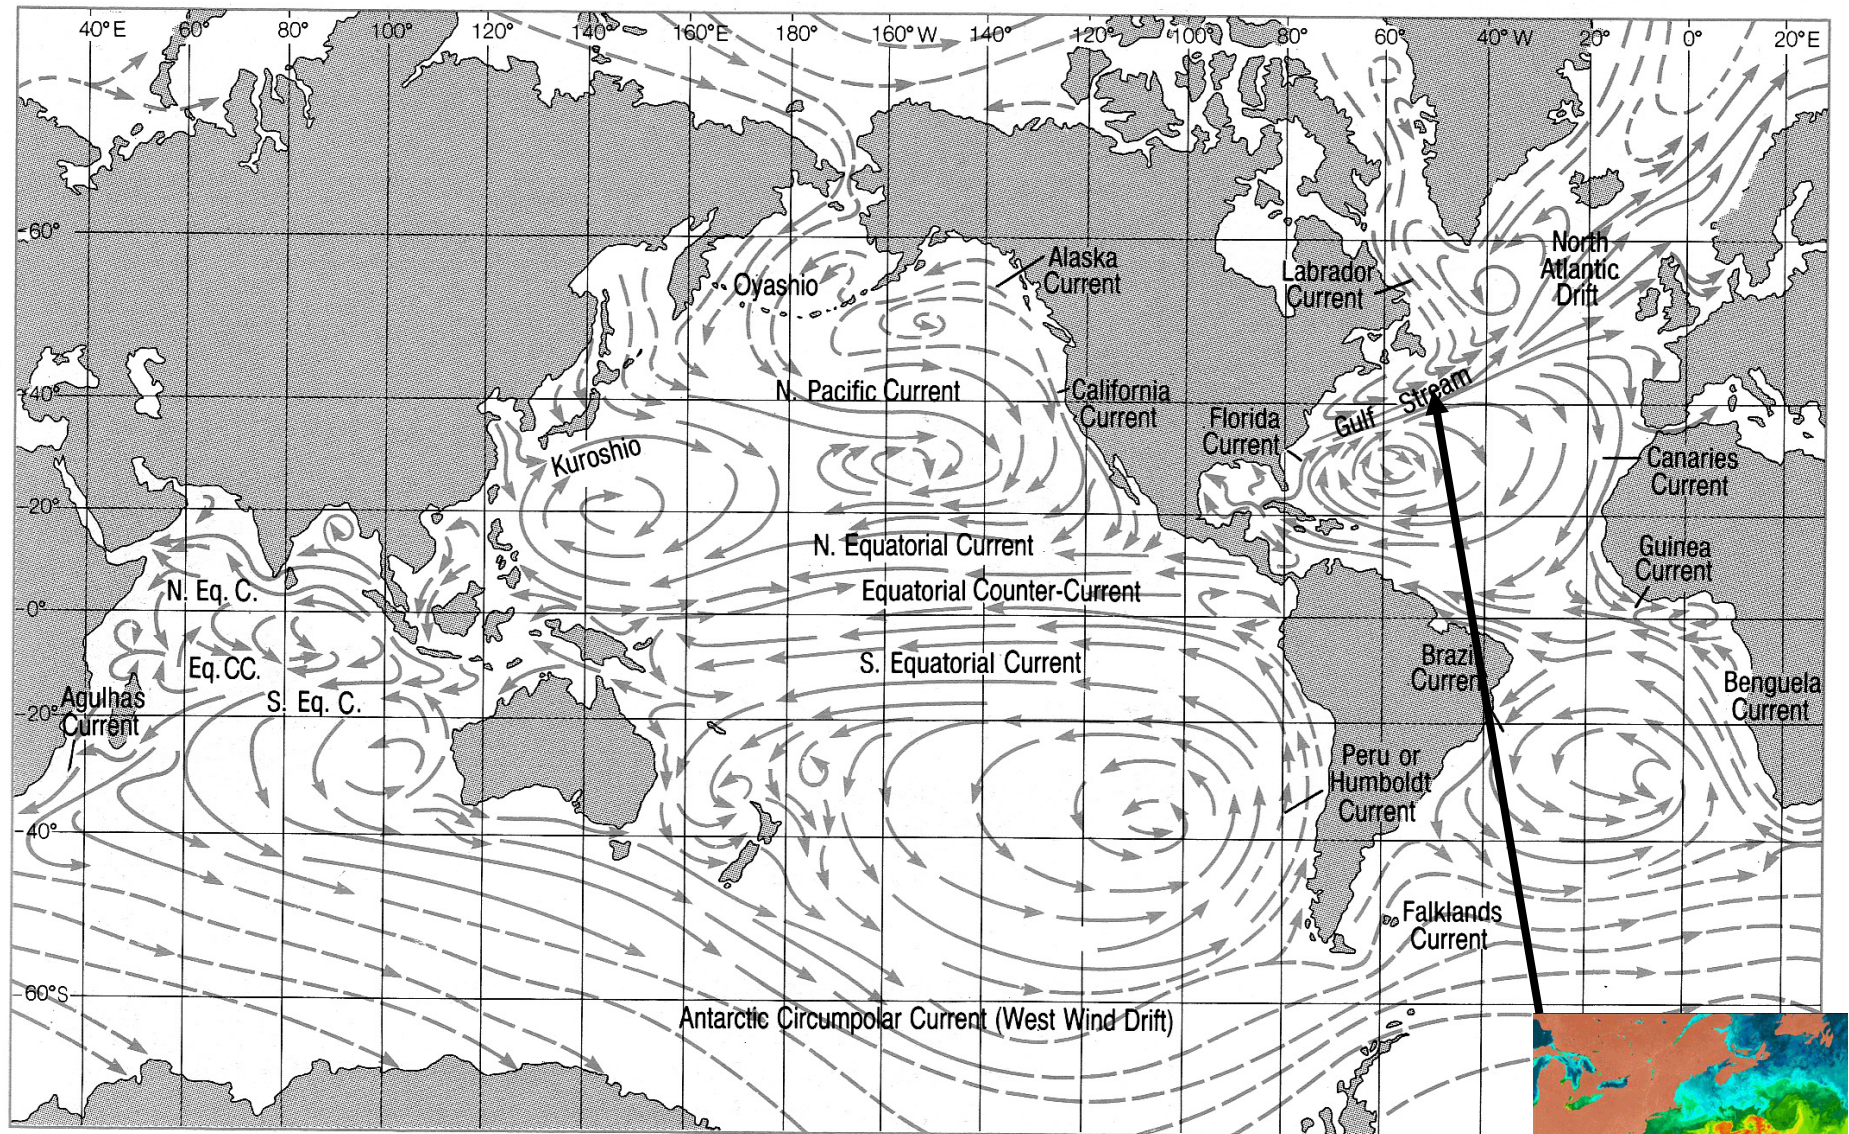 40°E 60° 80° 100° 120° 140° 160°E 180° 160°W 140° 120° 100° 80° 60° 40°W 20° 0° 20°E
60°
40°
20°
0°
20°
40°
60°S
Oyashio
Alaska
Current
Labrador
Current
North
Atlantic
Drift
N. Pacific Current
California
Current
Florida
Current
Gulf Stream
Kuroshio
Canaries
Current
N. Equatorial Current
Guinea
Current
N. Eq. C.
Equatorial Counter-Current
Eq.CC.
S. Equatorial Current
Brazi
Curren
Agulhas
Current
S. Eq. C.
Benguela
Current
Peru or
Humboldt
Current
Falklands
Current
Antarctic Circumpolar Current (West Wind Drift)